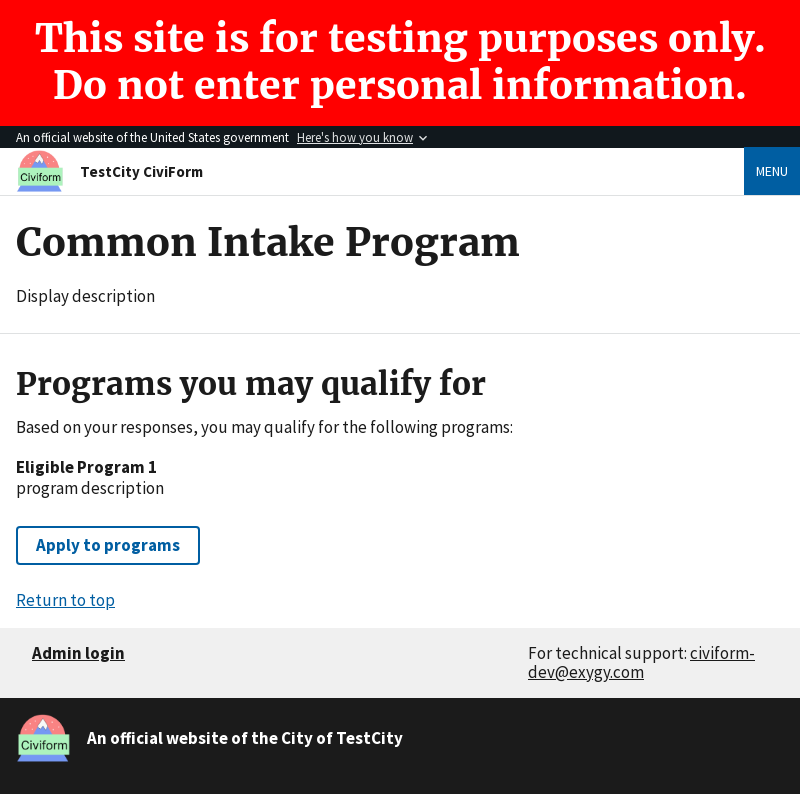 This site is for testing purposes only.
Do not enter personal information.
An official website of the United States government Here's how you know
Civiform
TestCity CiviForm
MENU
Common Intake Program
Display description
Programs you may qualify for
Based on your responses, you may qualify for the following programs:
Eligible Program 1
program description
Apply to programs
Return to top
Admin login
For technical support: civiform-
dev@exygy.com
Civiform
An official website of the City of TestCity